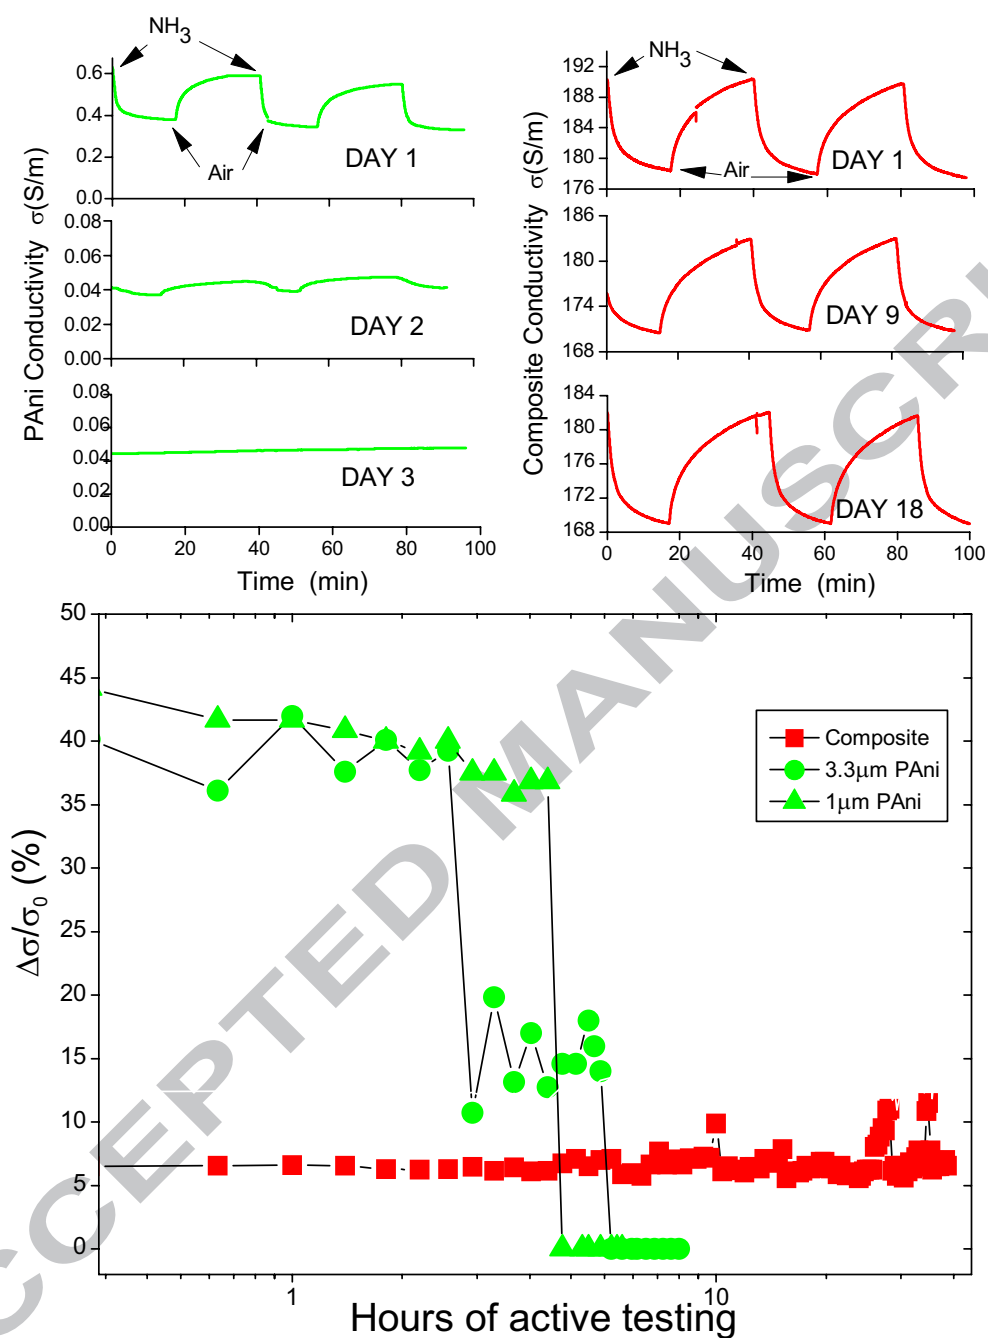 NH3
0.6
0.4
0.2
0.0
Air
DAY 1
0.10
0.08
0.06
0.04
0.02
0.00
DAY 2
0.08
0.06
0.04
0.02
0.00
DAY 3
0 20 40 60 80 100
Time (min)
PAni Conductivity σ(S/m)
NH3
192
188
184
180
176
Air
DAY 1
186
180
174
168
DAY 9
184
180
176
172
168
DAY 18
0 20 40 60 80 100
Time (min)
Composite Conductivity σ(S/m)
50
45
40
35
30
25
20
15
10
5
0
Δσ/σ0 (%)
Composite
3.3μm PAni
1μm PAni
1 10
Hours of active testing
ACCEPTED MANUSCRI